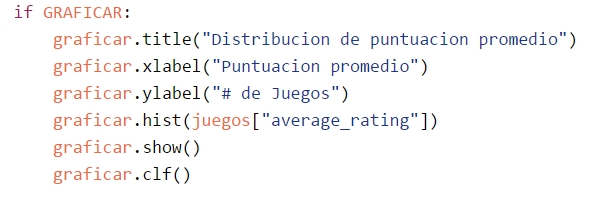 if GRAFICAR:
    graficar.title("Distribucion de puntuacion promedio")
    graficar.xlabel("Puntuacion promedio")
    graficar.ylabel("# de Juegos")
    graficar.hist(juegos["average_rating"])
    graficar.show()
    graficar.clf()